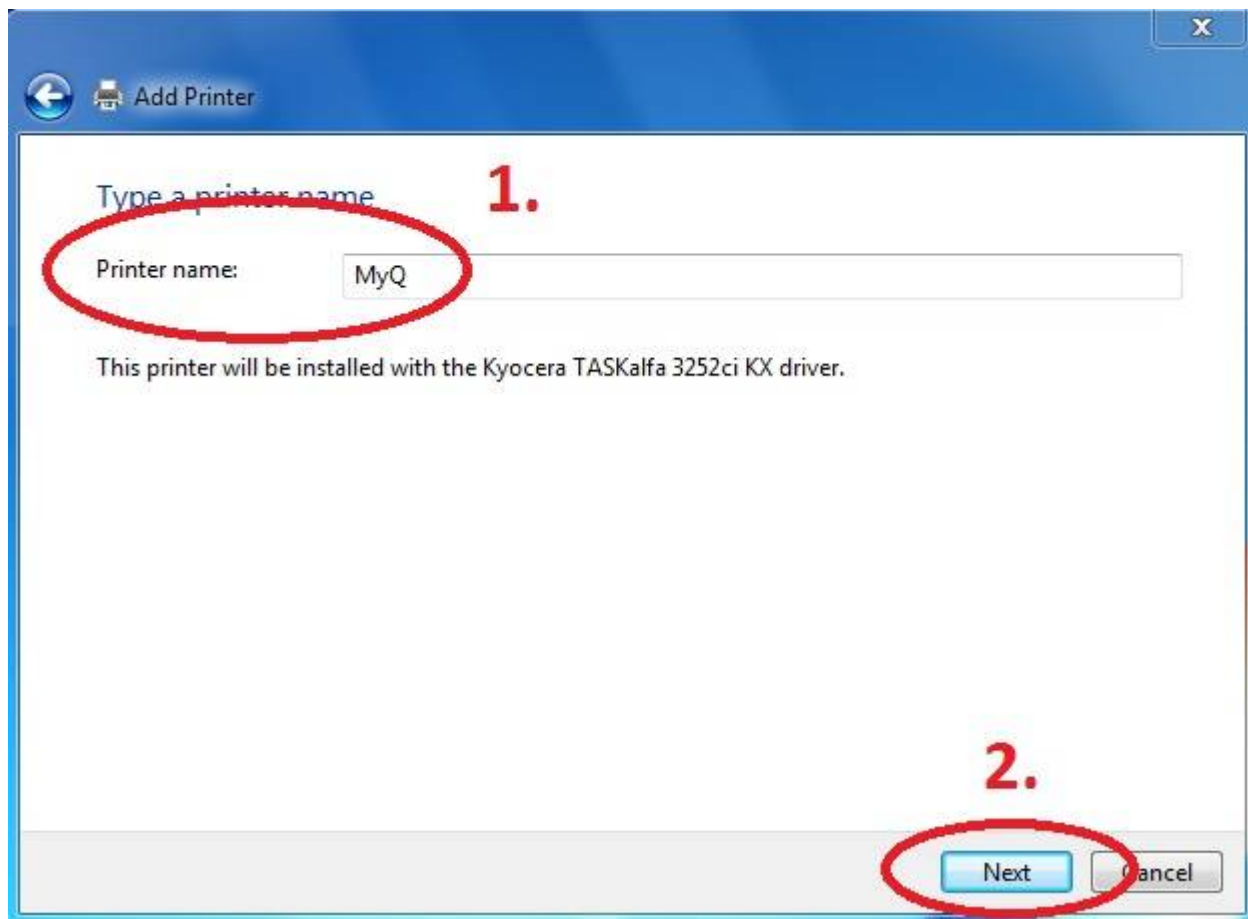 X
Add Printer
Type a printer name
1.
Printer name: MyQ
This printer will be installed with the Kyocera TASKalfa 3252ci KX driver.
2.
Next Cancel